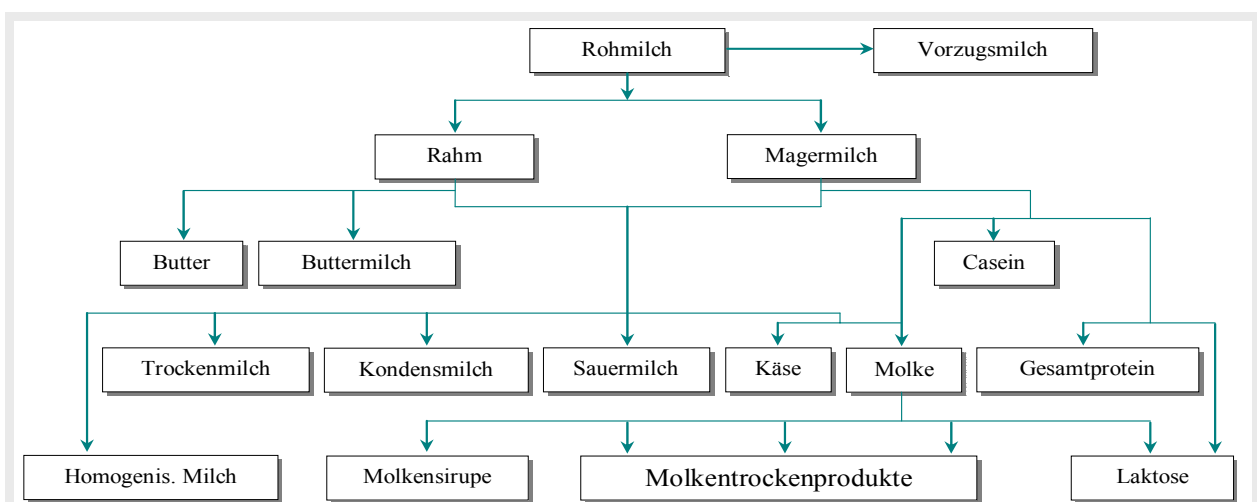 Rohmilch
Vorzugsmilch
Rahm
Magermilch
Butter
Buttermilch
Casein
Trockenmilch
Kondensmilch
Sauermilch
Käse
Molke
Gesamtprotein
Homogenis. Milch
Molkensirupe
Molkentrockenprodukte
Laktose